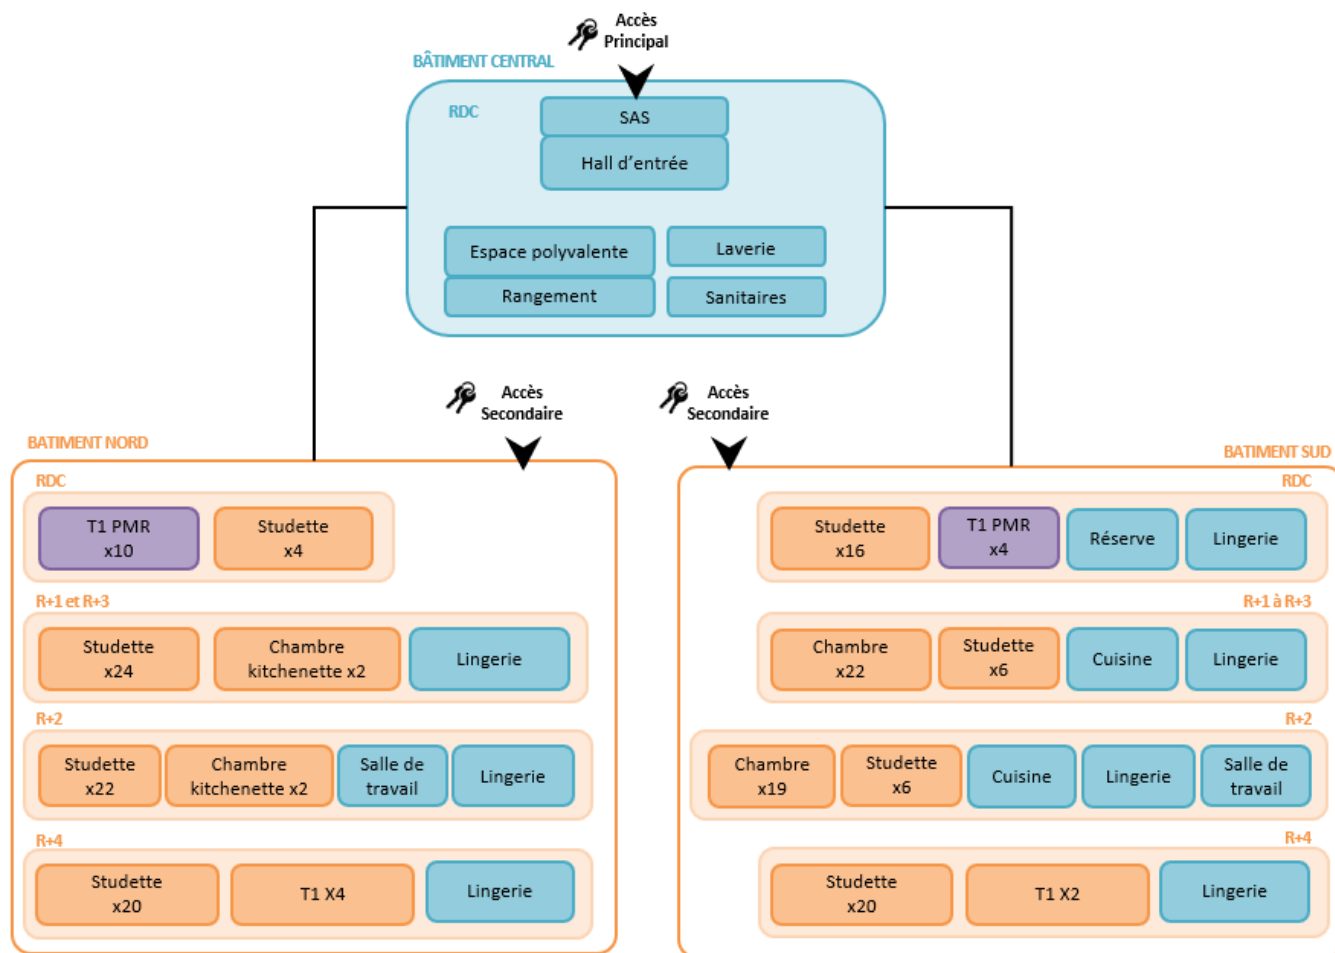 Accès
Principal
BÂTIMENT CENTRAL
RDC
SAS
Hall d’entrée
Espace polyvalente
Laverie
Rangement
Sanitaires
Accès
Secondaire
Accès
Secondaire
BATIMENT NORD
RDC
T1 PMR
x10
Studette
x4
R+1 et R+3
Studette
x24
Chambre
kitchenette x2
Lingerie
R+2
Studette
x22
Chambre
kitchenette x2
Salle de
travail
Lingerie
R+4
Studette
x20
T1 X4
Lingerie
BATIMENT SUD
RDC
Studette
x16
T1 PMR
x4
Réserve
Lingerie
R+1 à R+3
Chambre
x22
Studette
x6
Cuisine
Lingerie
R+2
Chambre
x19
Studette
x6
Cuisine
Lingerie
Salle de
travail
R+4
Studette
x20
T1 X2
Lingerie